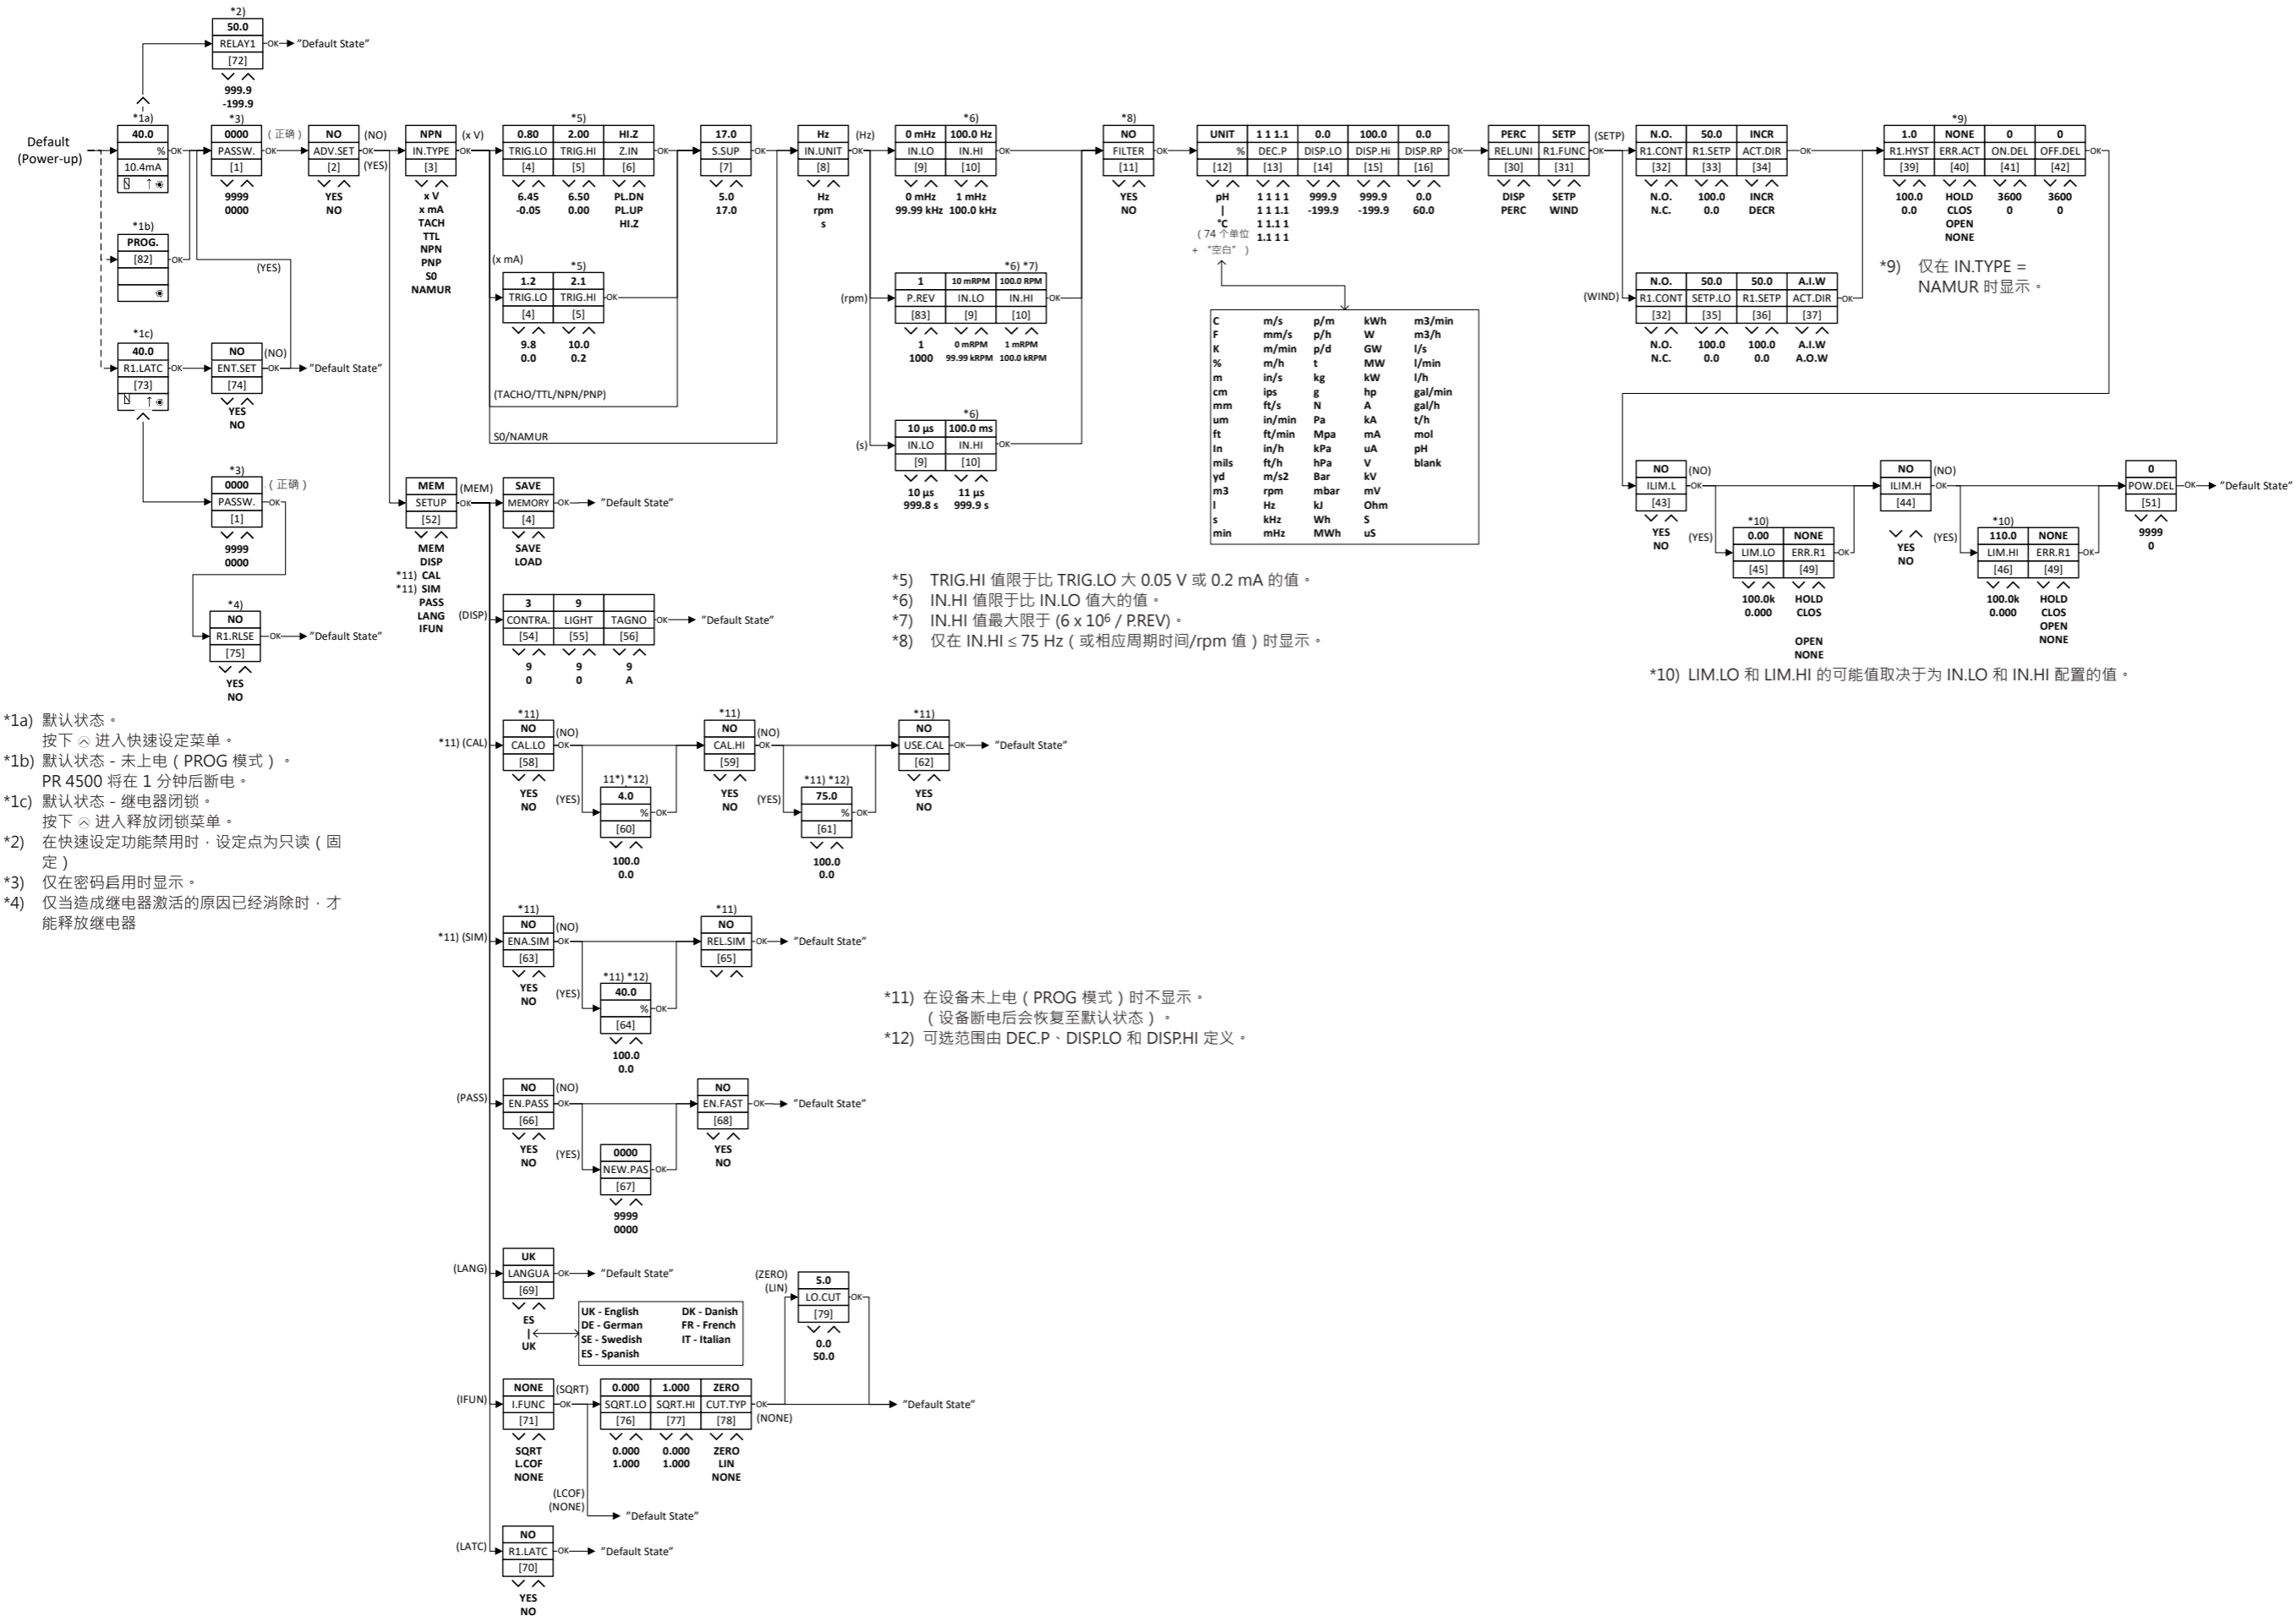 *2)
50.0
RELAY1 OK "Default State"
[72]
999.9
-199.9
Default
(Power-up)
*1a)
40.0
% OK
10.4mA
*1b)
PROG.
[82] OK
*1c)
40.0
R1.LATC OK
[73]
*3)
0000 (正确)
PASSW. OK
[1]
9999
0000
NO (NO)
ADV.SET OK
[2] (YES)
YES
NO
(YES)
NO (NO)
ENT.SET OK "Default State"
[74]
YES
NO
*3)
0000 (正确)
PASSW. OK
[1]
9999
0000
*4)
NO
R1.RLSE OK "Default State"
[75]
YES
NO
NPN (x V)
IN.TYPE OK
[3]
x V
x mA
TACH
TTL
NPN
PNP
S0
NAMUR
*5)
0.80 2.00 HI.Z
TRIG.LO TRIG.HI Z.IN OK
[4] [5] [6]
6.45 6.50 PL.DN
-0.05 0.00 PL.UP
HI.Z
(x mA)
*5)
1.2 2.1
TRIG.LO TRIG.HI OK
[4] [5]
9.8 10.0
0.0 0.2
(TACHO/TTL/NPN/PNP)
S0/NAMUR
17.0
S.SUP OK
[7]
5.0
17.0
Hz (Hz)
IN.UNIT OK
[8]
Hz
rpm
s
*6)
0 mHz 100.0 Hz
IN.LO IN.HI OK
[9] [10]
0 mHz 1 mHz
99.99 kHz 100.0 kHz
*6) *7)
1 10 mRPM 100.0 RPM
(rpm) P.REV IN.LO IN.HI OK
[83] [9] [10]
1 0 mRPM 1 mRPM
1000 99.99 kRPM 100.0 kRPM
*6)
10 µs 100.0 ms
(s) IN.LO IN.HI OK
[9] [10]
10 µs 11 µs
999.8 s 999.9 s
*8)
NO
FILTER OK
[11]
YES
NO
UNIT 1 1 1.1 0.0 100.0 0.0
% DEC.P DISP.LO DISP.Hi DISP.RP OK
[12] [13] [14] [15] [16]
pH 1 1 1 1 999.9 999.9 0.0
| 1 1 1.1 -199.9 -199.9 60.0
°C 1 1.1 1
(74 个单位 1.1 1 1
+ “空白”)
C m/s p/m kWh m3/min
F mm/s p/h W m3/h
K m/min p/d GW l/s
% m/h t MW l/min
m in/s kg kW l/h
cm ips g hp gal/min
mm ft/s N A gal/h
um in/min Pa kA t/h
ft ft/min Mpa mA mol
In in/h kPa uA pH
mils ft/h hPa V blank
yd m/s2 Bar kV
m3 rpm mbar mV
l Hz kJ Ohm
s kHz Wh S
min mHz MWh uS
PERC SETP (SETP)
REL.UNI R1.FUNC OK
[30] [31]
DISP SETP
PERC WIND
N.O. 50.0 INCR
R1.CONT R1.SETP ACT.DIR OK
[32] [33] [34]
N.O. 100.0 INCR
N.C. 0.0 DECR
N.O. 50.0 50.0 A.I.W
(WIND) R1.CONT SETP.LO R1.SETP ACT.DIR OK
[32] [35] [36] [37]
N.O. 100.0 100.0 A.I.W
N.C. 0.0 0.0 A.O.W
*9)
1.0 NONE 0 0
R1.HYST ERR.ACT ON.DEL OFF.DEL OK
[39] [40] [41] [42]
100.0 HOLD 3600 3600
0.0 CLOS 0 0
OPEN
NONE
*9) 仅在 IN.TYPE =
NAMUR 时显示。
NO (NO)
ILIM.L OK
[43]
YES
NO
(YES)
*10)
0.00 NONE
LIM.LO ERR.R1 OK
[45] [49]
100.0k HOLD
0.000 CLOS
OPEN
NONE
NO (NO)
ILIM.H OK
[44]
YES
NO
(YES)
*10)
110.0 NONE
LIM.HI ERR.R1 OK
[46] [49]
100.0k HOLD
0.000 CLOS
OPEN
NONE
0
POW.DEL OK "Default State"
[51]
9999
0
*10) LIM.LO 和 LIM.HI 的可能值取决于为 IN.LO 和 IN.HI 配置的值。
MEM (MEM)
SETUP OK
[52]
MEM
DISP
*11) CAL
*11) SIM
PASS
LANG
IFUN
SAVE
MEMORY OK "Default State"
[4]
SAVE
LOAD
3 9
(DISP) CONTRA. LIGHT TAGNO OK "Default State"
[54] [55] [56]
9 9 9
0 0 A
*5) TRIG.HI 值限于比 TRIG.LO 大 0.05 V 或 0.2 mA 的值。
*6) IN.HI 值限于比 IN.LO 值大的值。
*7) IN.HI 值最大限于 (6 x 10⁶ / P.REV)。
*8) 仅在 IN.HI ≤ 75 Hz(或相应周期时间/rpm 值)时显示。
*1a) 默认状态。
按下 进入快速设定菜单。
*1b) 默认状态 - 未上电(PROG 模式)。
PR 4500 将在 1 分钟后断电。
*1c) 默认状态 - 继电器闭锁。
按下 进入释放闭锁菜单。
*2) 在快速设定功能禁用时,设定点为只读(固
定)
*3) 仅在密码启用时显示。
*4) 仅当造成继电器激活的原因已经消除时,才
能释放继电器
*11)
NO (NO)
*11) (CAL) CAL.LO OK
[58]
YES
NO
(YES)
11*) *12)
4.0
% OK
[60]
100.0
0.0
*11)
NO (NO)
CAL.HI OK
[59]
YES
NO
(YES)
*11) *12)
75.0
% OK
[61]
100.0
0.0
*11)
NO
USE.CAL OK "Default State"
[62]
YES
NO
*11)
NO (NO)
*11) (SIM) ENA.SIM OK
[63]
YES
NO
(YES)
*11) *12)
40.0
% OK
[64]
100.0
0.0
*11)
NO
REL.SIM OK "Default State"
[65]
*11) 在设备未上电(PROG 模式)时不显示。
(设备断电后会恢复至默认状态)。
*12) 可选范围由 DEC.P、DISP.LO 和 DISP.HI 定义。
NO (NO)
(PASS) EN.PASS OK
[66]
YES
NO
(YES)
0000
NEW.PAS OK
[67]
9999
0000
NO
EN.FAST OK "Default State"
[68]
YES
NO
UK
(LANG) LANGUA OK "Default State"
[69]
ES
|
UK
UK - English DK - Danish
DE - German FR - French
SE - Swedish IT - Italian
ES - Spanish
(ZERO)
(LIN)
5.0
LO.CUT OK
[79]
0.0
50.0
NONE (SQRT)
(IFUN) I.FUNC OK
[71]
SQRT
L.COF
NONE
0.000 1.000 ZERO
SQRT.LO SQRT.HI CUT.TYP OK "Default State"
[76] [77] [78] (NONE)
0.000 0.000 ZERO
1.000 1.000 LIN
NONE
(LCOF)
(NONE)
"Default State"
NO
(LATC) R1.LATC OK "Default State"
[70]
YES
NO